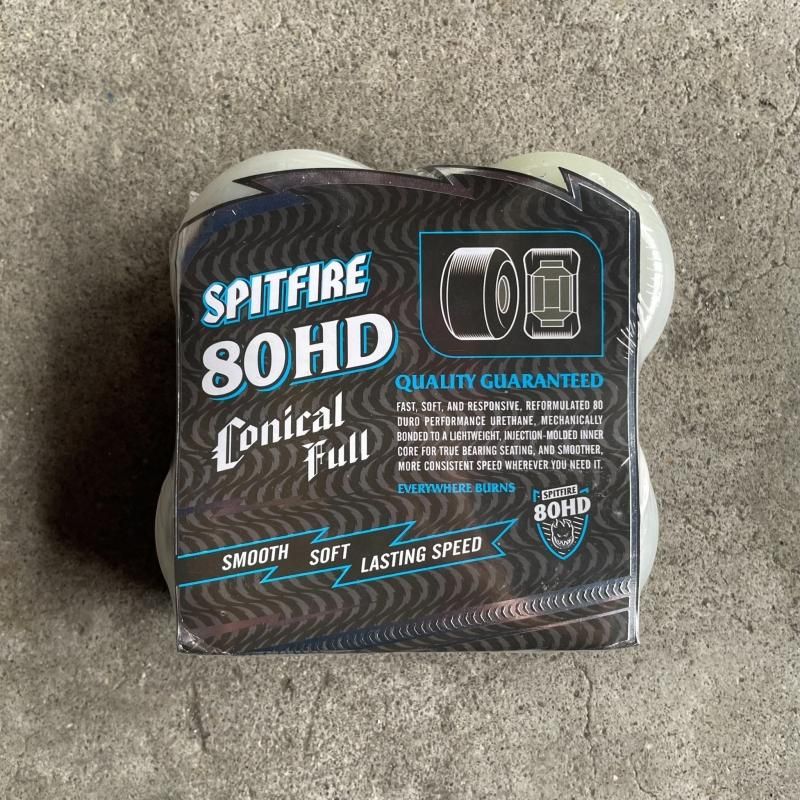 SPITFIRE
80HD
Conical
Full
QUALITY GUARANTEED
FAST, SOFT, AND RESPONSIVE, REFORMULATED 80
DURO PERFORMANCE URETHANE, MECHANICALLY
BONDED TO A LIGHTWEIGHT, INJECTION-MOLDED INNER
CORE FOR TRUE BEARING SEATING, AND SMOOTHER,
MORE CONSISTENT SPEED WHEREVER YOU NEED IT.
EVERYWHERE BURNS
SPITFIRE
80HD
SMOOTH SOFT LASTING SPEED